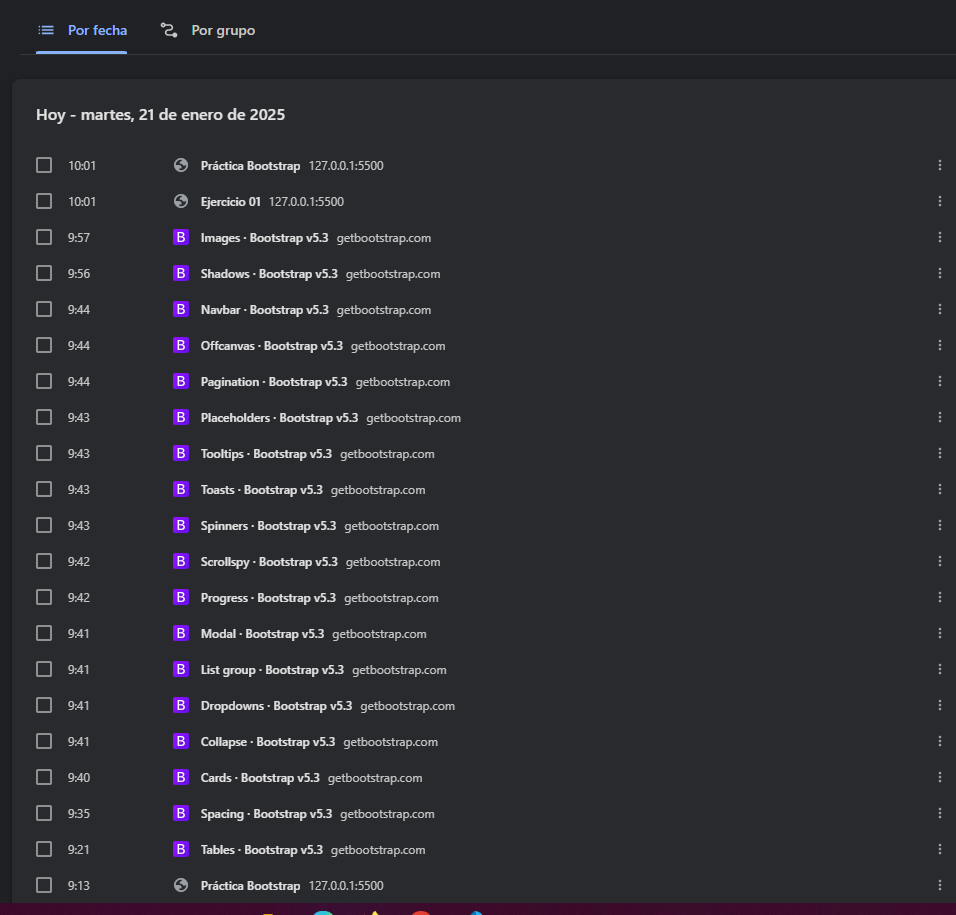 Por fecha Por grupo
Hoy - martes, 21 de enero de 2025
10:01 Práctica Bootstrap 127.0.0.1:5500
10:01 Ejercicio 01 127.0.0.1:5500
9:57 B Images · Bootstrap v5.3 getbootstrap.com
9:56 B Shadows · Bootstrap v5.3 getbootstrap.com
9:44 B Navbar · Bootstrap v5.3 getbootstrap.com
9:44 B Offcanvas · Bootstrap v5.3 getbootstrap.com
9:44 B Pagination · Bootstrap v5.3 getbootstrap.com
9:43 B Placeholders · Bootstrap v5.3 getbootstrap.com
9:43 B Tooltips · Bootstrap v5.3 getbootstrap.com
9:43 B Toasts · Bootstrap v5.3 getbootstrap.com
9:43 B Spinners · Bootstrap v5.3 getbootstrap.com
9:42 B Scrollspy · Bootstrap v5.3 getbootstrap.com
9:42 B Progress · Bootstrap v5.3 getbootstrap.com
9:41 B Modal · Bootstrap v5.3 getbootstrap.com
9:41 B List group · Bootstrap v5.3 getbootstrap.com
9:41 B Dropdowns · Bootstrap v5.3 getbootstrap.com
9:41 B Collapse · Bootstrap v5.3 getbootstrap.com
9:40 B Cards · Bootstrap v5.3 getbootstrap.com
9:35 B Spacing · Bootstrap v5.3 getbootstrap.com
9:21 B Tables · Bootstrap v5.3 getbootstrap.com
9:13 Práctica Bootstrap 127.0.0.1:5500